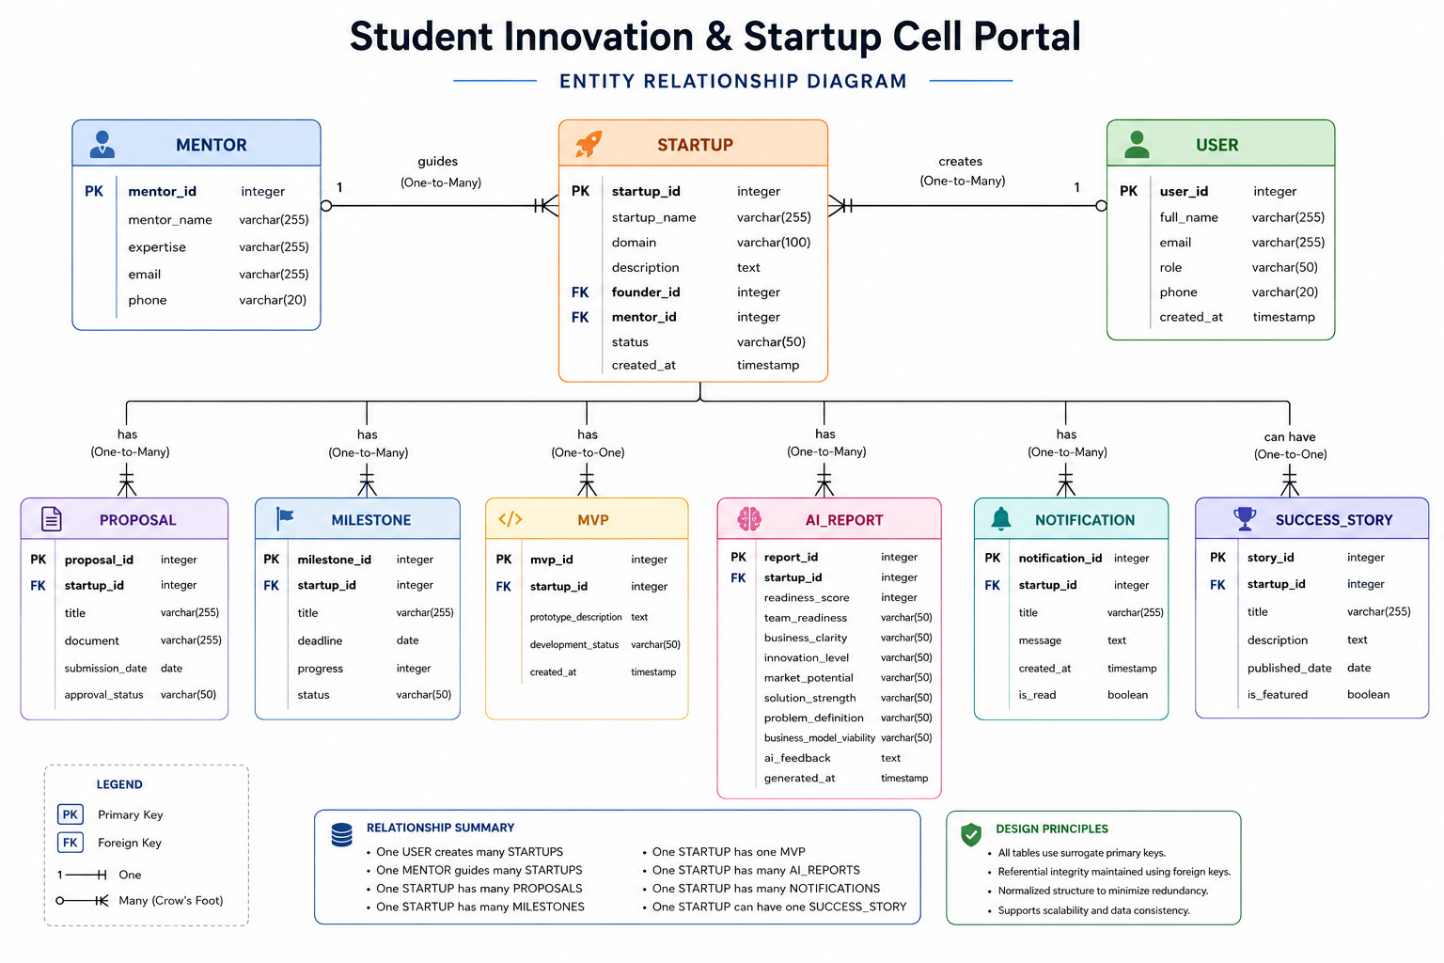 Student Innovation & Startup Cell Portal
ENTITY RELATIONSHIP DIAGRAM
MENTOR
PK mentor_id integer
mentor_name varchar(255)
expertise varchar(255)
email varchar(255)
phone varchar(20)
guides
(One-to-Many)
1
STARTUP
PK startup_id integer
startup_name varchar(255)
domain varchar(100)
description text
FK founder_id integer
FK mentor_id integer
status varchar(50)
created_at timestamp
creates
(One-to-Many)
1
USER
PK user_id integer
full_name varchar(255)
email varchar(255)
role varchar(50)
phone varchar(20)
created_at timestamp
has
(One-to-Many)
has
(One-to-Many)
has
(One-to-One)
has
(One-to-Many)
has
(One-to-Many)
can have
(One-to-One)
PROPOSAL
PK proposal_id integer
FK startup_id integer
title varchar(255)
document varchar(255)
submission_date date
approval_status varchar(50)
MILESTONE
PK milestone_id integer
FK startup_id integer
title varchar(255)
deadline date
progress integer
status varchar(50)
MVP
PK mvp_id integer
FK startup_id integer
prototype_description text
development_status varchar(50)
created_at timestamp
AI_REPORT
PK report_id integer
FK startup_id integer
readiness_score integer
team_readiness varchar(50)
business_clarity varchar(50)
innovation_level varchar(50)
market_potential varchar(50)
solution_strength varchar(50)
problem_definition varchar(50)
business_model_viability varchar(50)
ai_feedback text
generated_at timestamp
NOTIFICATION
PK notification_id integer
FK startup_id integer
title varchar(255)
message text
created_at timestamp
is_read boolean
SUCCESS_STORY
PK story_id integer
FK startup_id integer
title varchar(255)
description text
published_date date
is_featured boolean
LEGEND
PK Primary Key
FK Foreign Key
1 One
Many (Crow's Foot)
RELATIONSHIP SUMMARY
• One USER creates many STARTUPS
• One MENTOR guides many STARTUPS
• One STARTUP has many PROPOSALS
• One STARTUP has many MILESTONES
• One STARTUP has one MVP
• One STARTUP has many AI_REPORTS
• One STARTUP has many NOTIFICATIONS
• One STARTUP can have one SUCCESS_STORY
DESIGN PRINCIPLES
• All tables use surrogate primary keys.
• Referential integrity maintained using foreign keys.
• Normalized structure to minimize redundancy.
• Supports scalability and data consistency.